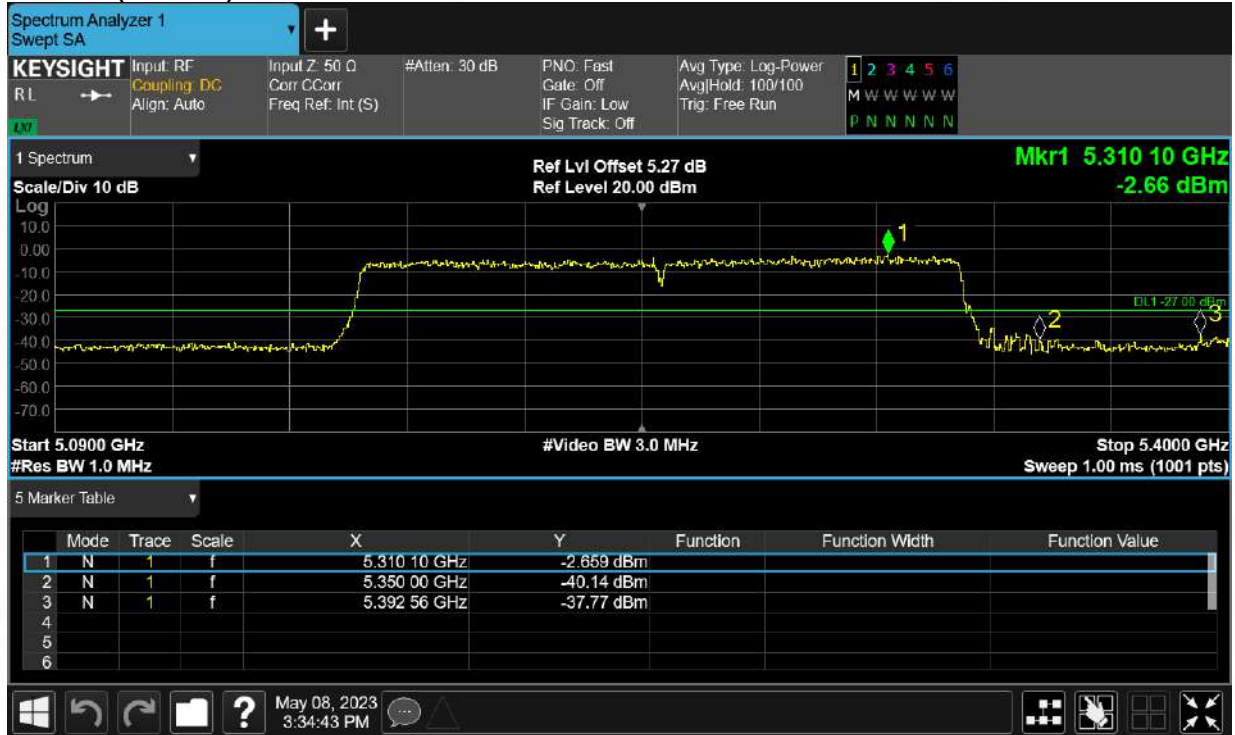 Spectrum Analyzer 1
Swept SA
+
KEYSIGHT
RL
LXI
Input: RF
Coupling: DC
Align: Auto
Input Z: 50 Ω
Corr CCorr
Freq Ref: Int (S)
#Atten: 30 dB
PNO: Fast
Gate: Off
IF Gain: Low
Sig Track: Off
Avg Type: Log-Power
Avg|Hold: 100/100
Trig: Free Run
1 2 3 4 5 6
M W W W W W
P N N N N N
1 Spectrum
Scale/Div 10 dB
Ref Lvl Offset 5.27 dB
Ref Level 20.00 dBm
Mkr1 5.310 10 GHz
-2.66 dBm
Log
10.0
0.00
-10.0
-20.0
-30.0
-40.0
-50.0
-60.0
-70.0
1
DL1 -27.00 dBm
2
3
Start 5.0900 GHz
#Res BW 1.0 MHz
#Video BW 3.0 MHz
Stop 5.4000 GHz
Sweep 1.00 ms (1001 pts)
5 Marker Table
Mode Trace Scale X Y Function Function Width Function Value
1 N 1 f 5.310 10 GHz -2.659 dBm
2 N 1 f 5.350 00 GHz -40.14 dBm
3 N 1 f 5.392 56 GHz -37.77 dBm
4
5
6
?
May 08, 2023
3:34:43 PM